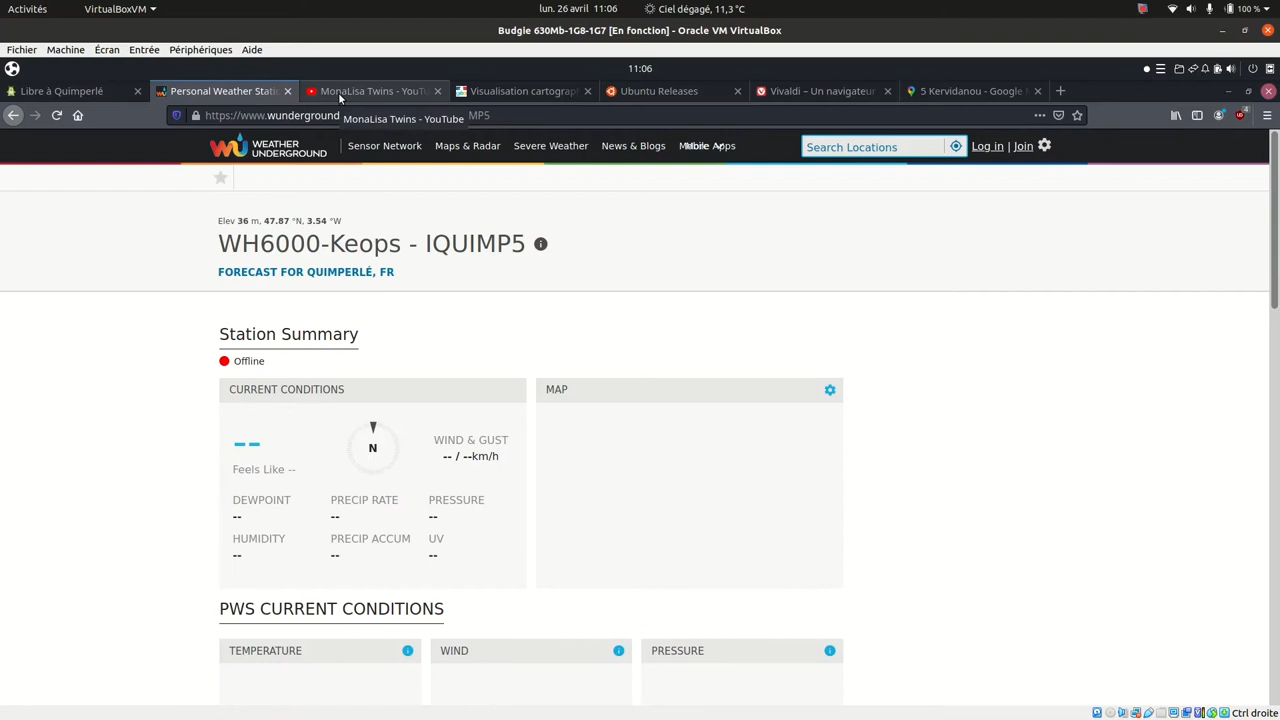 Activités VirtualBoxVM lun. 26 avril 11:06 Ciel dégagé, 11,3 °C 100 %
Budgie 630Mb-1G8-1G7 [En fonction] - Oracle VM VirtualBox
Fichier Machine Écran Entrée Périphériques Aide
11:06
Libre à Quimperlé Personal Weather Stati MonaLisa Twins - YouTu Visualisation cartograp Ubuntu Releases Vivaldi – Un navigateur 5 Kervidanou - Google M
https://www.wunderground MP5
MonaLisa Twins - YouTube
WEATHER UNDERGROUND Sensor Network Maps & Radar Severe Weather News & Blogs Mobile Apps More Search Locations Log in | Join
Elev 36 m, 47.87 °N, 3.54 °W
WH6000-Keops - IQUIMP5
FORECAST FOR QUIMPERLÉ, FR
Station Summary
Offline
CURRENT CONDITIONS MAP
--
N
WIND & GUST
-- / --km/h
Feels Like --
DEWPOINT PRECIP RATE PRESSURE
-- -- --
HUMIDITY PRECIP ACCUM UV
-- -- --
PWS CURRENT CONDITIONS
TEMPERATURE WIND PRESSURE
Ctrl droite